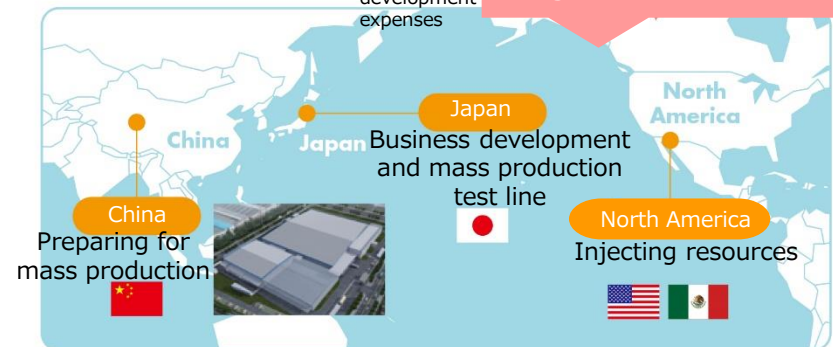 development
expenses
North
America
China
Japan
Japan
Business development
and mass production
test line
China
Preparing for
mass production
North America
Injecting resources